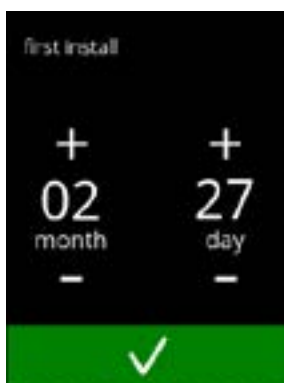 first install
+ +
02 27
month day
- -